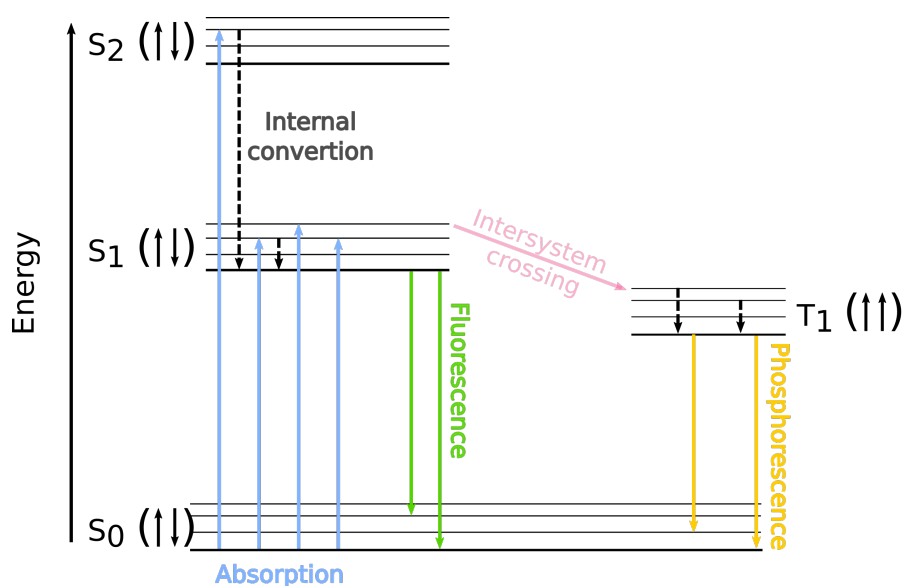 S2 (↑↓)
Internal
convertion
Energy
S1 (↑↓)
Intersystem
crossing
T1 (↑↑)
Fluorescence
Phosphorescence
S0 (↑↓)
Absorption